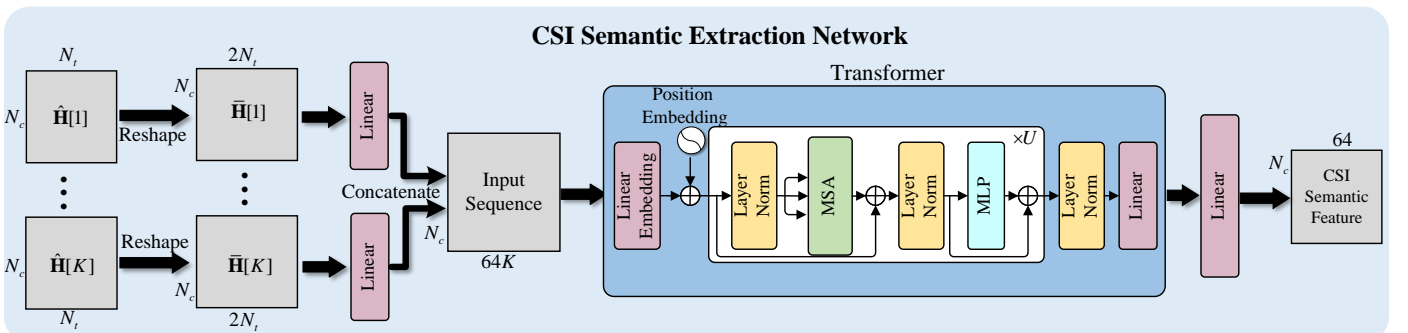 CSI Semantic Extraction Network
N_t
N_c
Ĥ[1]
Reshape
2N_t
N_c
H̄[1]
Linear
N_c
Ĥ[K]
N_t
Reshape
N_c
H̄[K]
2N_t
Linear
Concatenate
N_c
Input
Sequence
64K
Transformer
Position
Embedding
Linear
Embedding
×U
Layer
Norm
MSA
Layer
Norm
MLP
Layer
Norm
Linear
Linear
64
N_c
CSI
Semantic
Feature